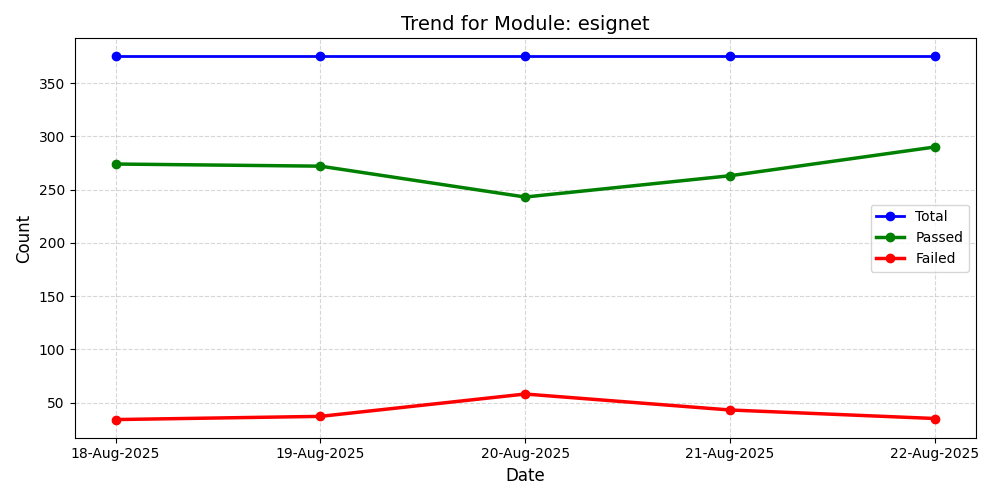 Trend for Module: esignet
350
300
250
200
150
100
50
Count
Total
Passed
Failed
18-Aug-2025
19-Aug-2025
20-Aug-2025
21-Aug-2025
22-Aug-2025
Date